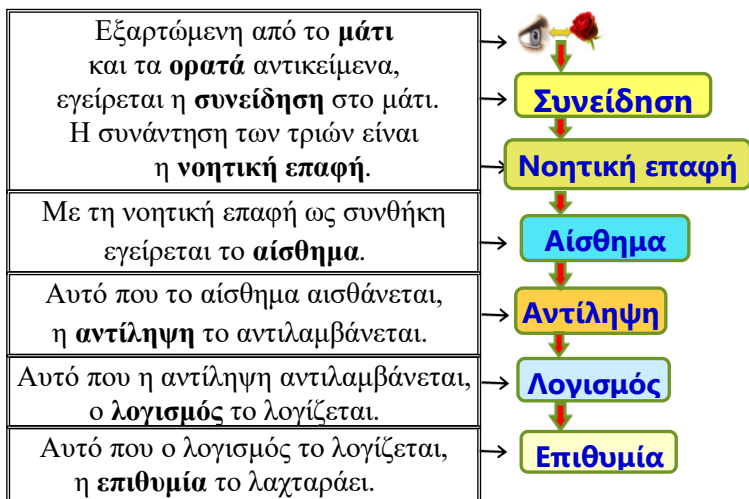 Εξαρτώμενη από το μάτι
και τα ορατά αντικείμενα,
εγείρεται η συνείδηση στο μάτι.
Η συνάντηση των τριών είναι
η νοητική επαφή.
Με τη νοητική επαφή ως συνθήκη
εγείρεται το αίσθημα.
Αυτό που το αίσθημα αισθάνεται,
η αντίληψη το αντιλαμβάνεται.
Αυτό που η αντίληψη αντιλαμβάνεται,
ο λογισμός το λογίζεται.
Αυτό που ο λογισμός το λογίζεται,
η επιθυμία το λαχταράει.
Συνείδηση
Νοητική επαφή
Αίσθημα
Αντίληψη
Λογισμός
Επιθυμία